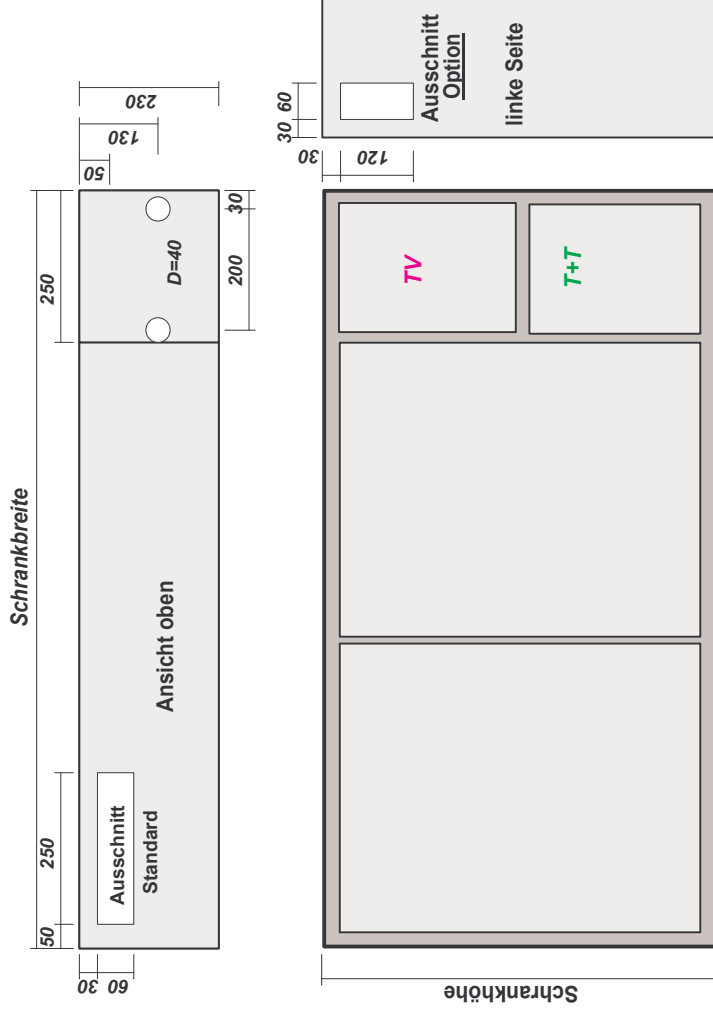 Schrankbreite
250
50
250
30
60
Ausschnitt
Standard
Ansicht oben
D=40
50
130
230
200
30
Schrankhöhe
TV
T+T
30
120
30
60
Ausschnitt
Option
linke Seite